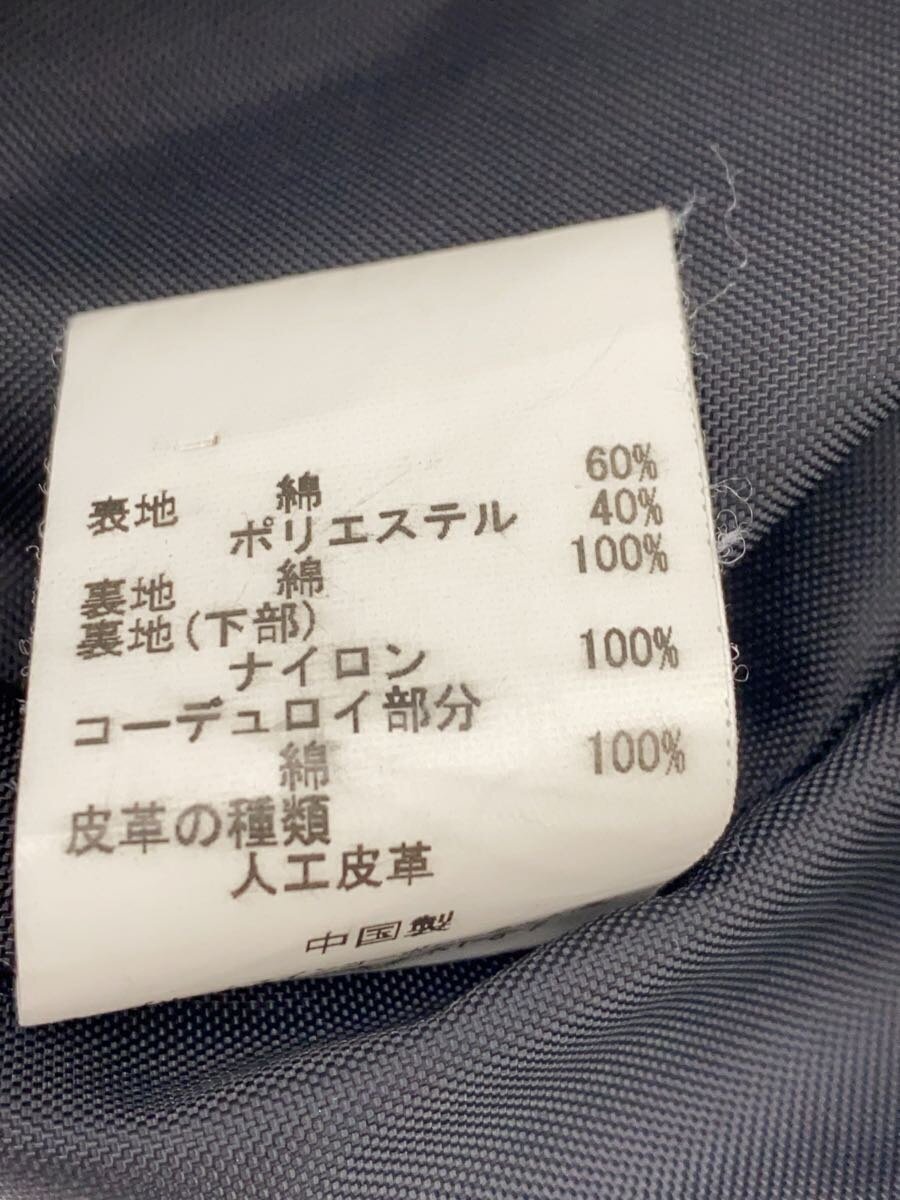 表地 綿 60%
ポリエステル 40%
裏地 綿 100%
裏地(下部)
ナイロン 100%
コーデュロイ部分
綿 100%
皮革の種類
人工皮革
中国製